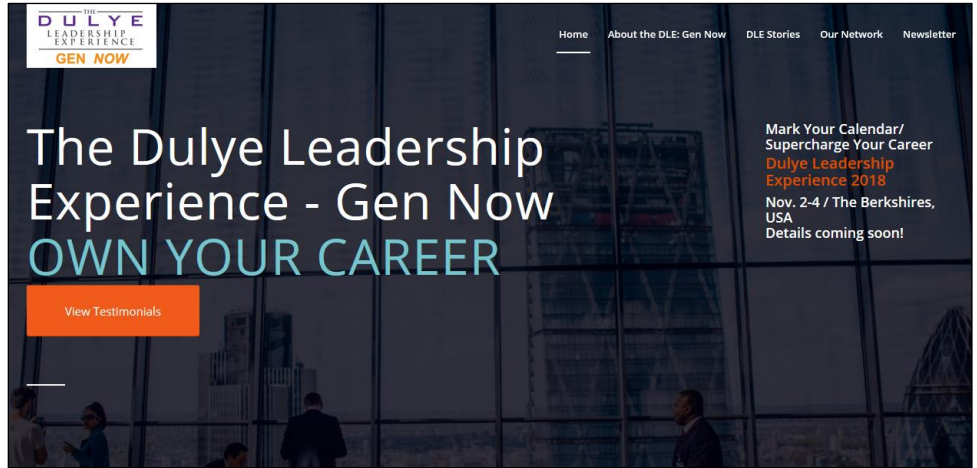 THE
DULYE
LEADERSHIP
EXPERIENCE
GEN NOW
Home About the DLE: Gen Now DLE Stories Our Network Newsletter
The Dulye Leadership
Experience - Gen Now
OWN YOUR CAREER
View Testimonials
Mark Your Calendar/
Supercharge Your Career
Dulye Leadership
Experience 2018
Nov. 2-4 / The Berkshires,
USA
Details coming soon!